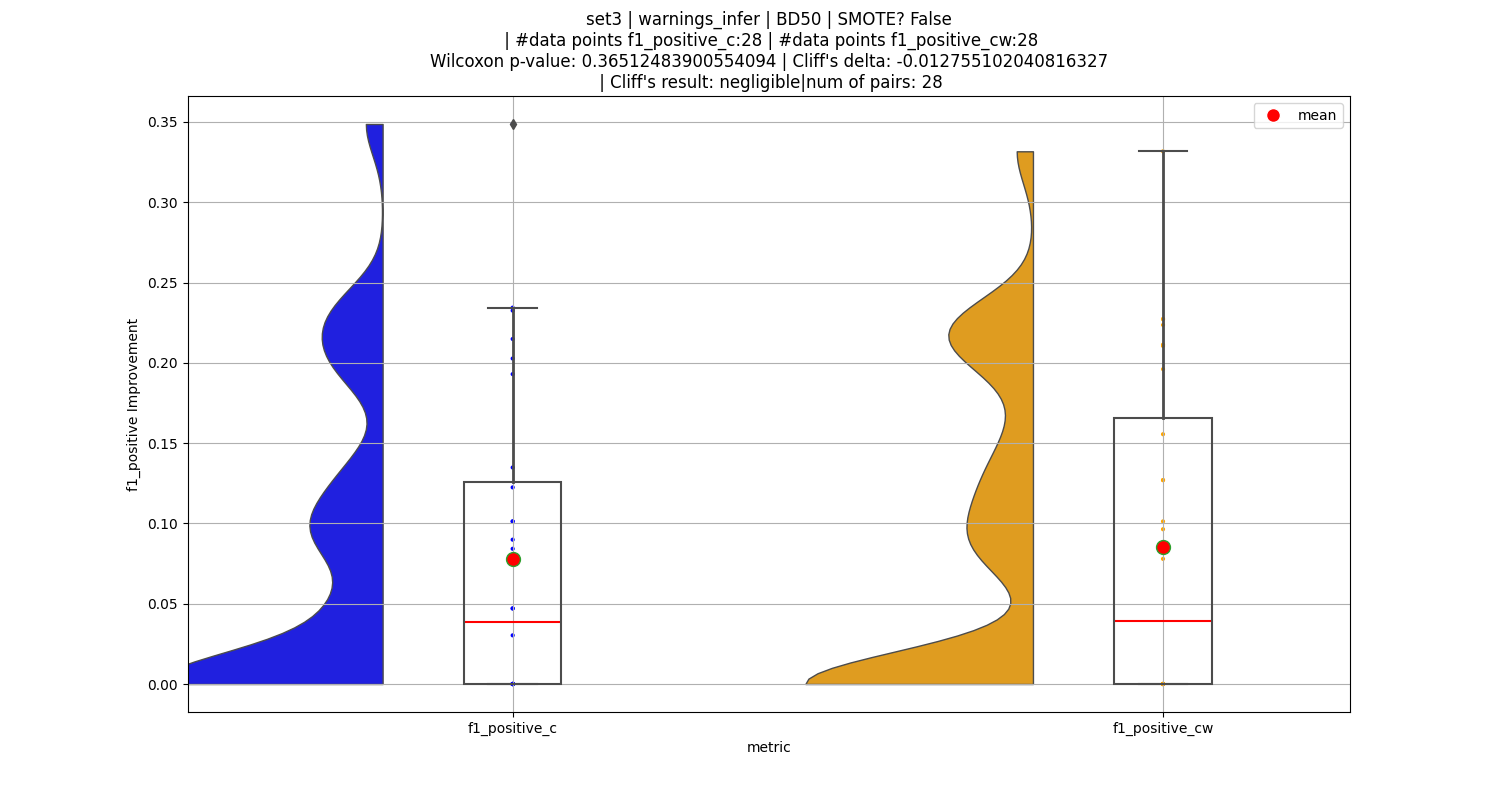 set3 | warnings_infer | BD50 | SMOTE? False
| #data points f1_positive_c:28 | #data points f1_positive_cw:28
Wilcoxon p-value: 0.36512483900554094 | Cliff's delta: -0.012755102040816327
| Cliff's result: negligible|num of pairs: 28
mean
0.35
0.30
0.25
0.20
0.15
0.10
0.05
0.00
f1_positive Improvement
f1_positive_c
f1_positive_cw
metric